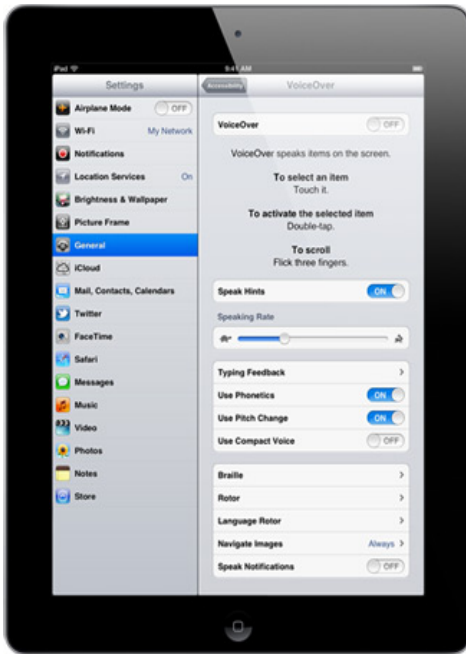 iPad
9:41 AM
Settings
Accessibility
VoiceOver
Airplane Mode OFF
Wi-Fi My Network
Notifications
Location Services On
Brightness & Wallpaper
Picture Frame
General
iCloud
Mail, Contacts, Calendars
Twitter
FaceTime
Safari
Messages
Music
Video
Photos
Notes
Store
VoiceOver OFF
VoiceOver speaks items on the screen.
To select an item
Touch it.
To activate the selected item
Double-tap.
To scroll
Flick three fingers.
Speak Hints ON
Speaking Rate
Typing Feedback
Use Phonetics ON
Use Pitch Change ON
Use Compact Voice OFF
Braille
Rotor
Language Rotor
Navigate Images Always
Speak Notifications OFF